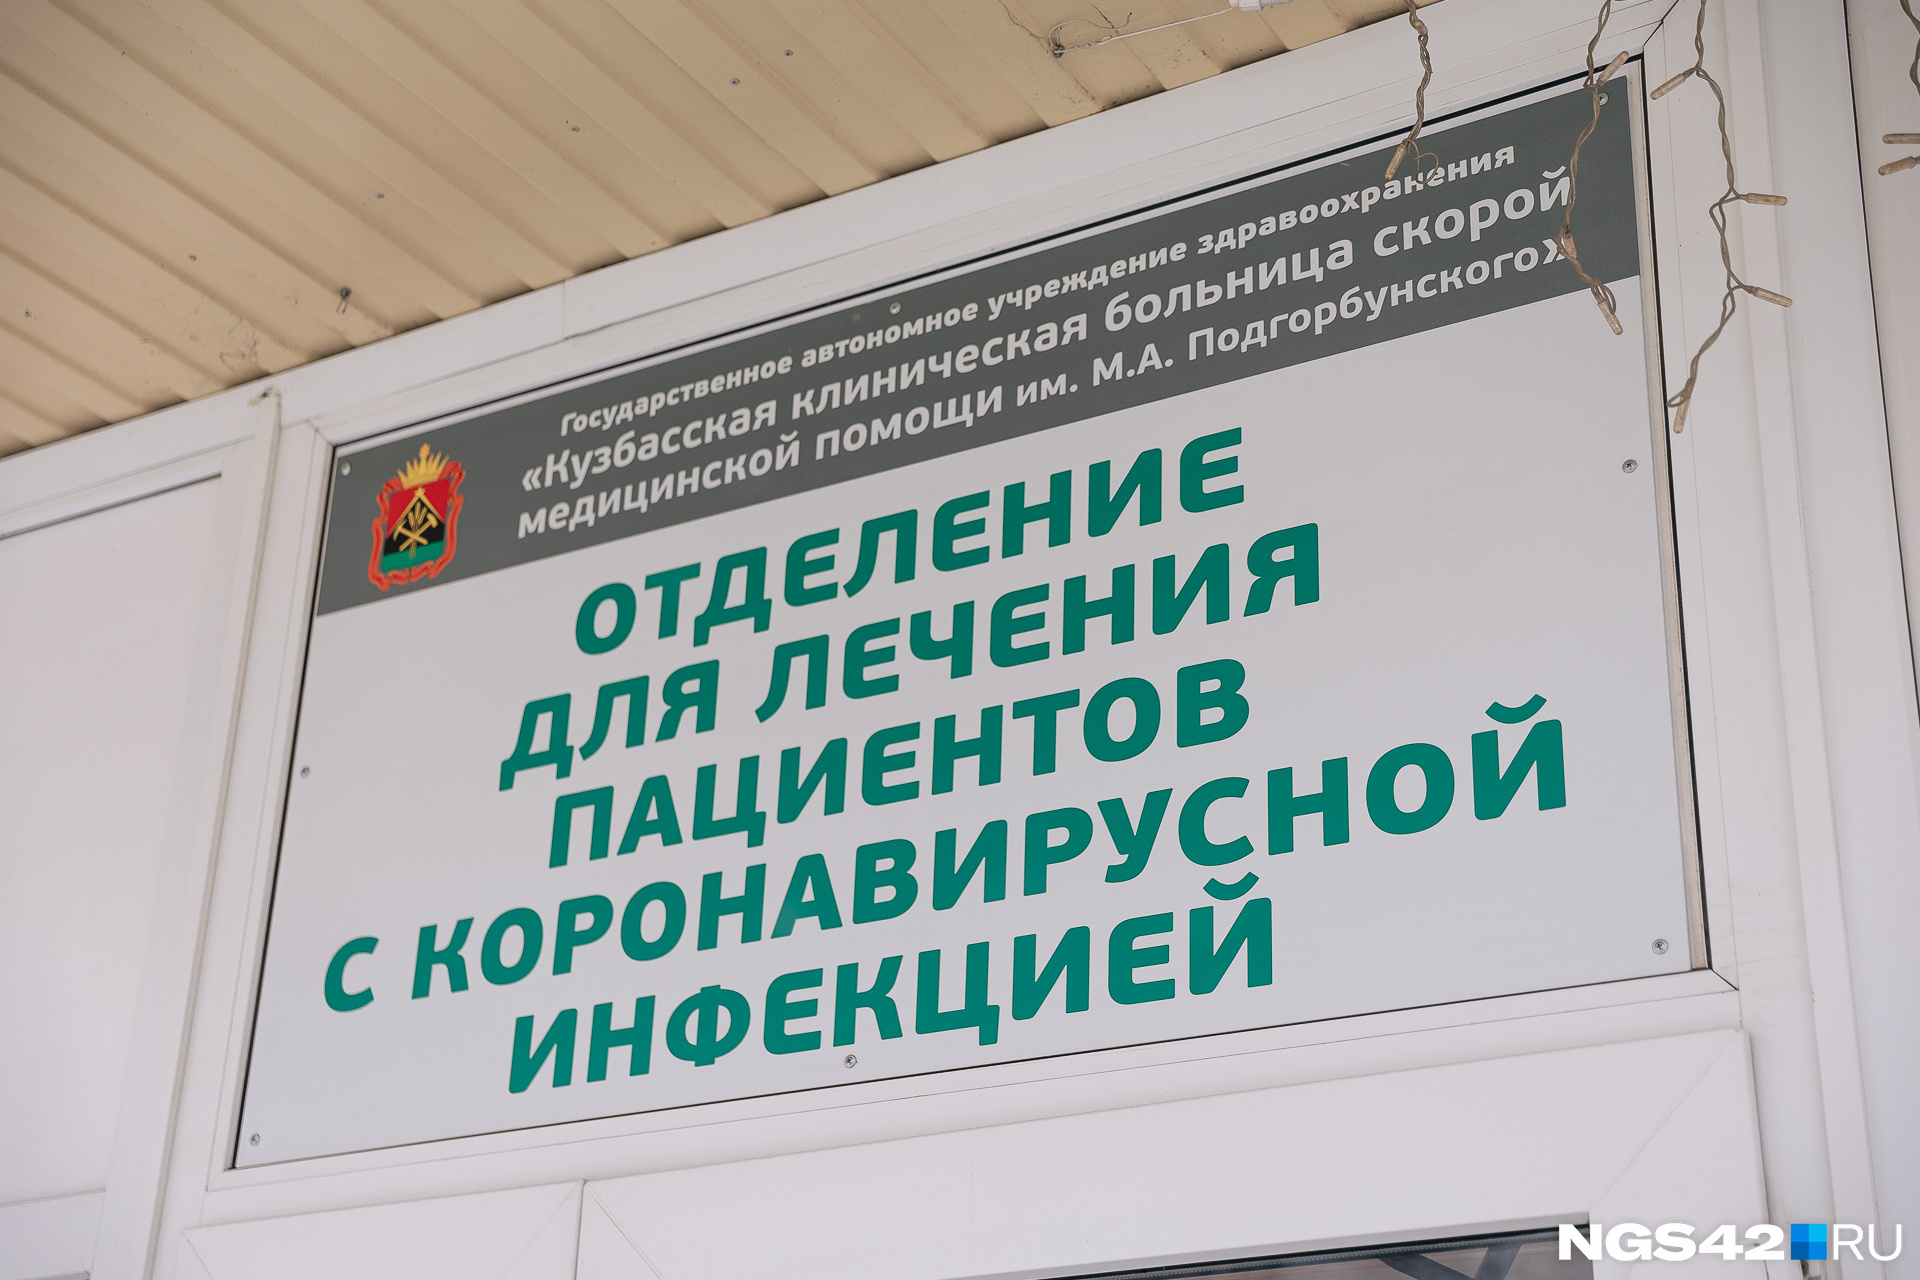 Государственное автономное учреждение здравоохранения
«Кузбасская клиническая больница скорой
медицинской помощи им. М.А. Подгорбунского»
ОТДЕЛЕНИЕ
ДЛЯ ЛЕЧЕНИЯ
ПАЦИЕНТОВ
С КОРОНАВИРУСНОЙ
ИНФЕКЦИЕЙ
NGS42.RU